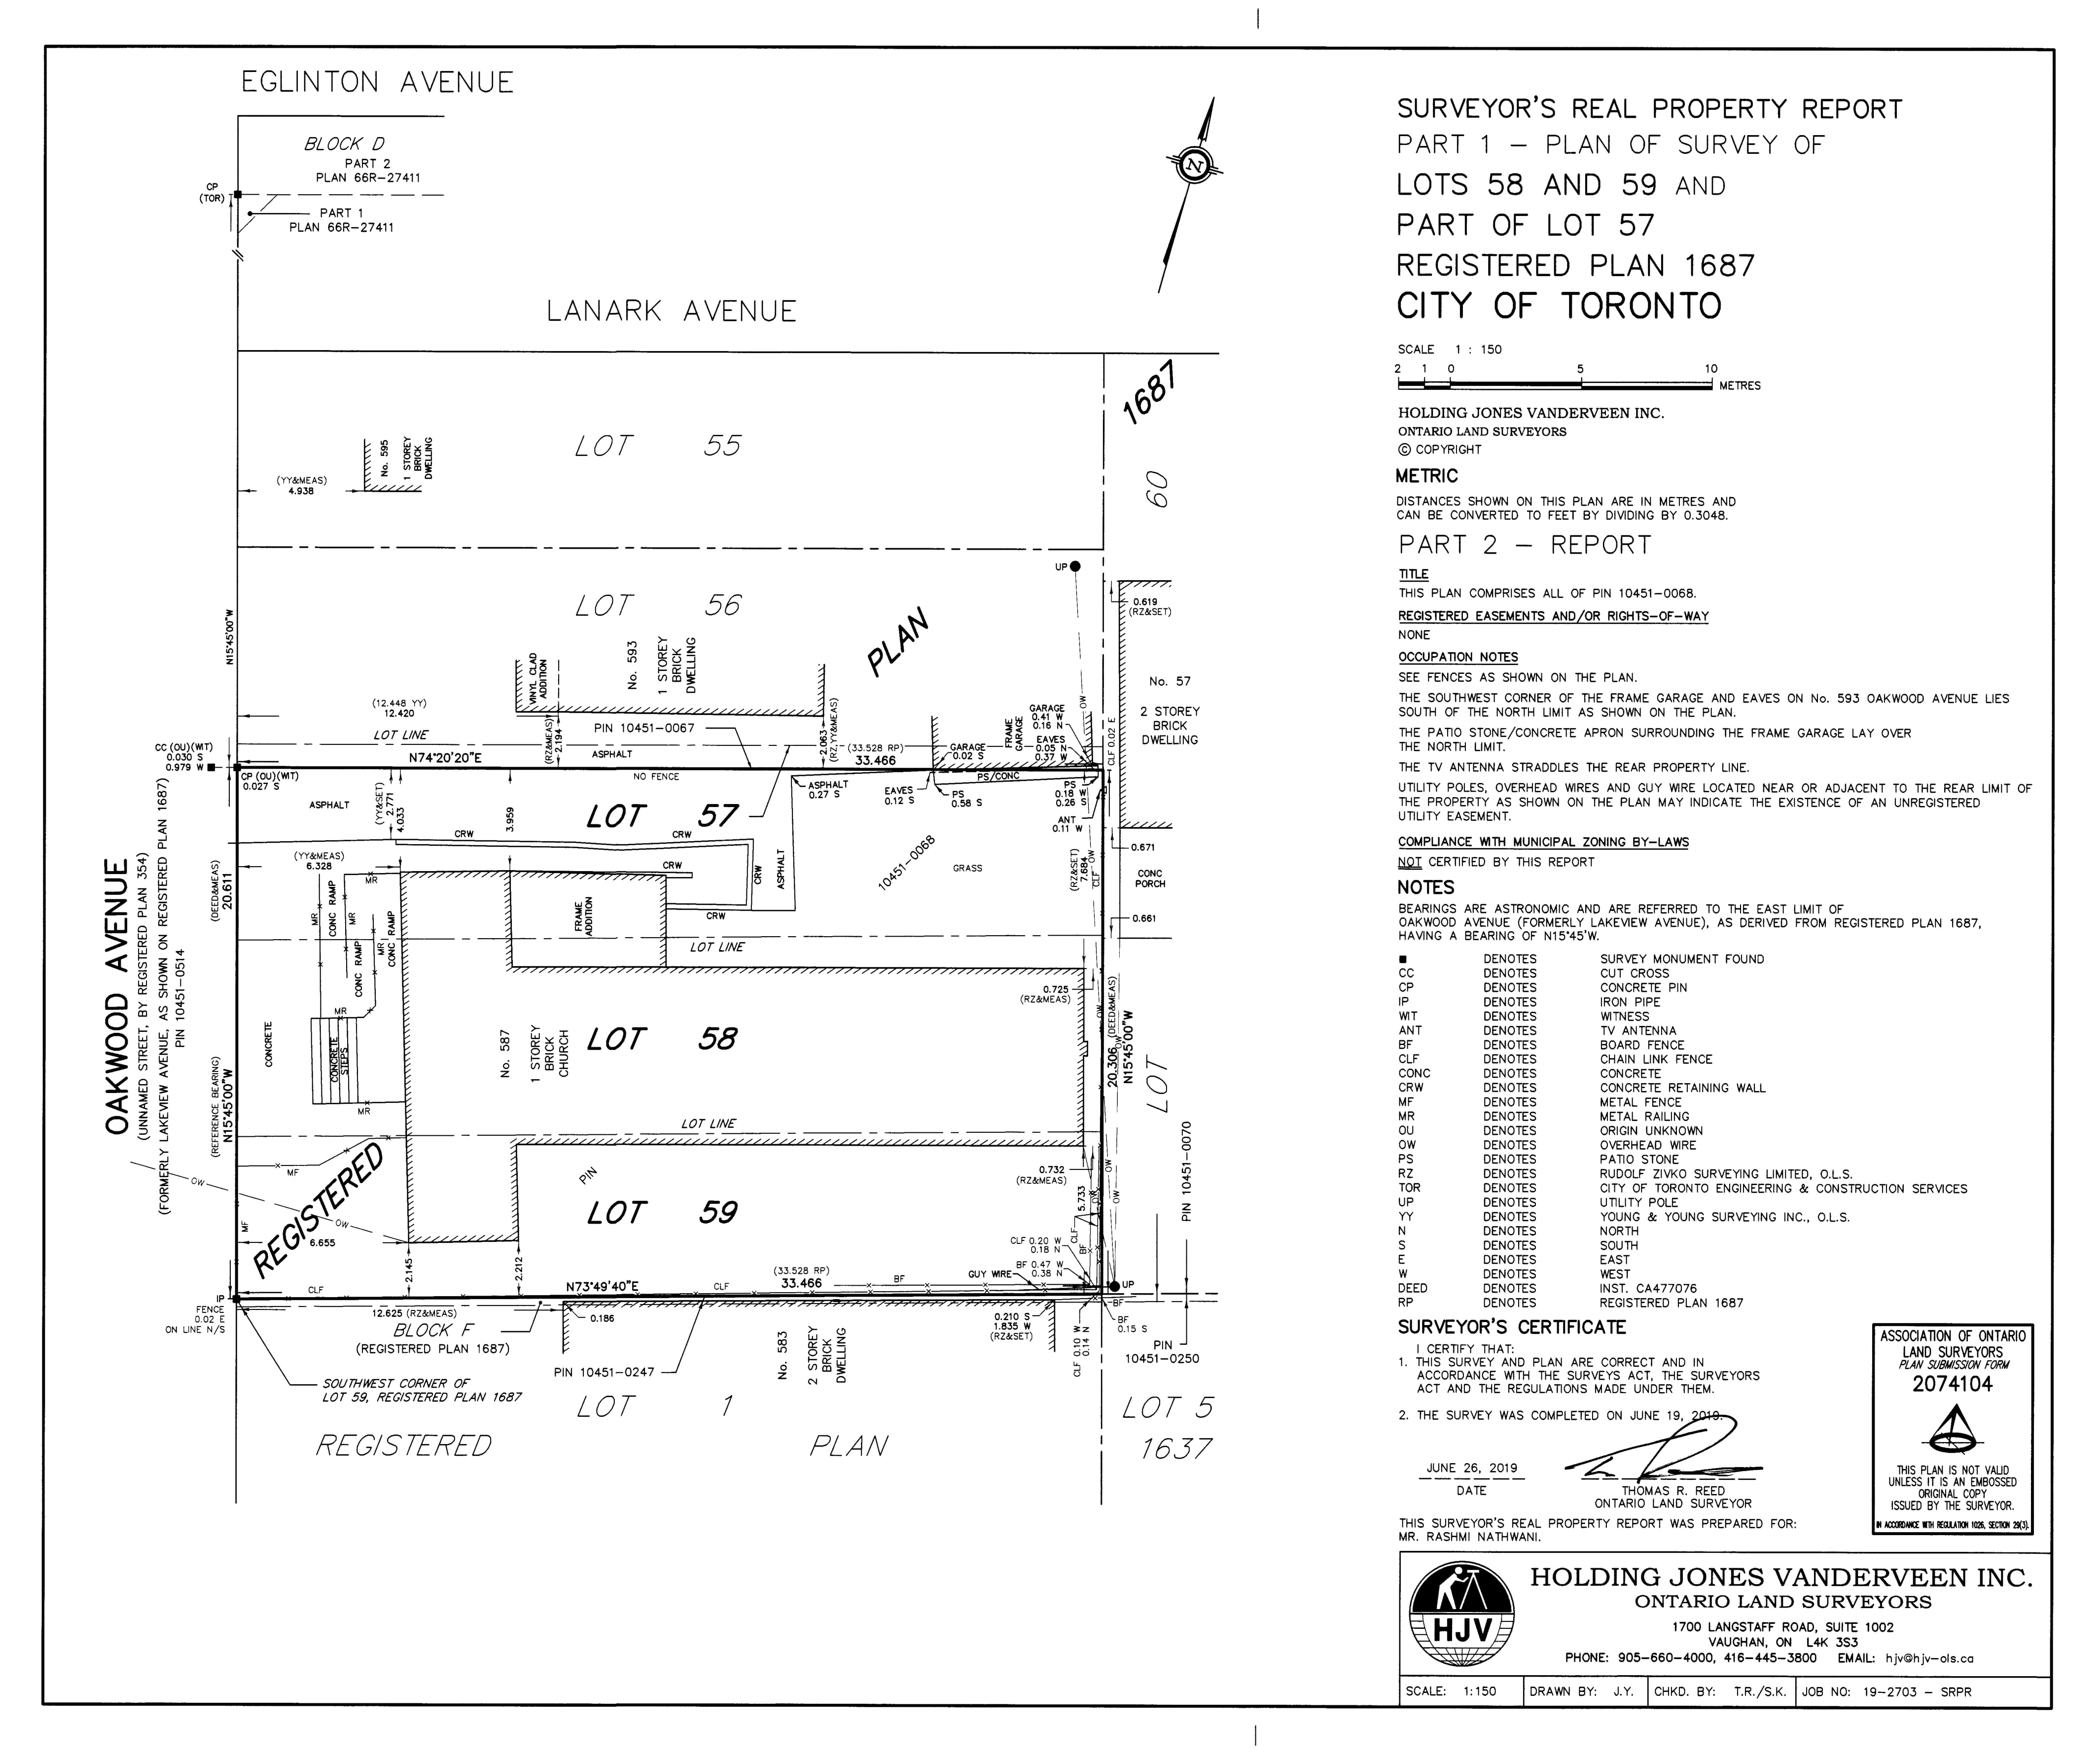 EGLINTON AVENUE
BLOCK D
PART 2
PLAN 66R-27411
CP
(TOR)
PART 1
PLAN 66R-27411
LANARK AVENUE
1687
LOT 55
No. 595
1 STOREY
BRICK
DWELLING
(YY&MEAS)
4.938
60
UP
LOT 56
PLAN
0.619
(RZ&SET)
N15°45'00"W
VINYL CLAD
ADDITION
No. 593
1 STOREY
BRICK
DWELLING
No. 57
2 STOREY
BRICK
DWELLING
OW
(12.448 YY)
12.420
(RZ&MEAS)
2.194
PIN 10451-0067
2.063
(RZ,YY&MEAS)
GARAGE
0.41 W
0.16 N
FRAME
GARAGE
EAVES
0.05 N
0.37 W
CLF 0.02 E
LOT LINE
CC (OU)(WIT)
0.030 S
0.979 W
N74°20'20"E
ASPHALT
(33.528 RP)
33.466
GARAGE
0.02 S
CP (OU)(WIT)
0.027 S
NO FENCE
PS/CONC
ASPHALT
0.27 S
EAVES
0.12 S
PS
0.58 S
PS
0.18 W
0.26 S
ASPHALT
(YY&SET)
2.771
4.033
3.959
LOT 57
ANT
0.11 W
CRW
CRW
CRW
CRW
CRW
ASPHALT
10451-0068
GRASS
(RZ&SET)
7.684
CLF
OW
0.671
CONC
PORCH
0.661
(YY&MEAS)
6.328
MR
MR
MR
MR
CONC RAMP
CONC RAMP
CONC RAMP
FRAME
ADDITION
LOT LINE
OAKWOOD AVENUE
(UNNAMED STREET, BY REGISTERED PLAN 354)
(FORMERLY LAKEVIEW AVENUE, AS SHOWN ON REGISTERED PLAN 1687)
PIN 10451-0514
(DEED&MEAS)
20.611
(REFERENCE BEARING)
N15°45'00"W
CONCRETE
MR
CONCRETE
STEPS
MR
No. 587
1 STOREY
BRICK
CHURCH
LOT 58
0.725
(RZ&MEAS)
OW
20.306 (DEED&MEAS)
N15°45'00"W
OW
LOT
LOT LINE
MF
OW
OW
MF
REGISTERED
PIN
LOT 59
0.732
(RZ&MEAS)
5.733
OW
OW
CLF
BF
PIN 10451-0070
6.655
2.145
2.212
CLF 0.20 W
0.18 N
BF 0.47 W
0.38 N
GUY WIRE
UP
IP
CLF
N73°49'40"E
CLF
(33.528 RP)
33.466
BF
FENCE
0.02 E
ON LINE N/S
12.625 (RZ&MEAS)
0.186
BLOCK F
(REGISTERED PLAN 1687)
0.210 S
1.835 W
(RZ&SET)
BF
0.15 S
CLF 0.10 W
0.14 N
No. 583
2 STOREY
BRICK
DWELLING
PIN
10451-0250
PIN 10451-0247
SOUTHWEST CORNER OF
LOT 59, REGISTERED PLAN 1687
LOT 1
LOT 5
REGISTERED PLAN 1637
N
SURVEYOR'S REAL PROPERTY REPORT
PART 1 - PLAN OF SURVEY OF
LOTS 58 AND 59 AND
PART OF LOT 57
REGISTERED PLAN 1687
CITY OF TORONTO
SCALE 1 : 150
2 1 0 5 10
METRES
HOLDING JONES VANDERVEEN INC.
ONTARIO LAND SURVEYORS
© COPYRIGHT
METRIC
DISTANCES SHOWN ON THIS PLAN ARE IN METRES AND
CAN BE CONVERTED TO FEET BY DIVIDING BY 0.3048.
PART 2 - REPORT
TITLE
THIS PLAN COMPRISES ALL OF PIN 10451-0068.
REGISTERED EASEMENTS AND/OR RIGHTS-OF-WAY
NONE
OCCUPATION NOTES
SEE FENCES AS SHOWN ON THE PLAN.
THE SOUTHWEST CORNER OF THE FRAME GARAGE AND EAVES ON No. 593 OAKWOOD AVENUE LIES
SOUTH OF THE NORTH LIMIT AS SHOWN ON THE PLAN.
THE PATIO STONE/CONCRETE APRON SURROUNDING THE FRAME GARAGE LAY OVER
THE NORTH LIMIT.
THE TV ANTENNA STRADDLES THE REAR PROPERTY LINE.
UTILITY POLES, OVERHEAD WIRES AND GUY WIRE LOCATED NEAR OR ADJACENT TO THE REAR LIMIT OF
THE PROPERTY AS SHOWN ON THE PLAN MAY INDICATE THE EXISTENCE OF AN UNREGISTERED
UTILITY EASEMENT.
COMPLIANCE WITH MUNICIPAL ZONING BY-LAWS
NOT CERTIFIED BY THIS REPORT
NOTES
BEARINGS ARE ASTRONOMIC AND ARE REFERRED TO THE EAST LIMIT OF
OAKWOOD AVENUE (FORMERLY LAKEVIEW AVENUE), AS DERIVED FROM REGISTERED PLAN 1687,
HAVING A BEARING OF N15°45'W.
■ DENOTES SURVEY MONUMENT FOUND
CC DENOTES CUT CROSS
CP DENOTES CONCRETE PIN
IP DENOTES IRON PIPE
WIT DENOTES WITNESS
ANT DENOTES TV ANTENNA
BF DENOTES BOARD FENCE
CLF DENOTES CHAIN LINK FENCE
CONC DENOTES CONCRETE
CRW DENOTES CONCRETE RETAINING WALL
MF DENOTES METAL FENCE
MR DENOTES METAL RAILING
OU DENOTES ORIGIN UNKNOWN
OW DENOTES OVERHEAD WIRE
PS DENOTES PATIO STONE
RZ DENOTES RUDOLF ZIVKO SURVEYING LIMITED, O.L.S.
TOR DENOTES CITY OF TORONTO ENGINEERING & CONSTRUCTION SERVICES
UP DENOTES UTILITY POLE
YY DENOTES YOUNG & YOUNG SURVEYING INC., O.L.S.
N DENOTES NORTH
S DENOTES SOUTH
E DENOTES EAST
W DENOTES WEST
DEED DENOTES INST. CA477076
RP DENOTES REGISTERED PLAN 1687
SURVEYOR'S CERTIFICATE
I CERTIFY THAT:
1. THIS SURVEY AND PLAN ARE CORRECT AND IN
ACCORDANCE WITH THE SURVEYS ACT, THE SURVEYORS
ACT AND THE REGULATIONS MADE UNDER THEM.
2. THE SURVEY WAS COMPLETED ON JUNE 19, 2019.
JUNE 26, 2019
DATE
THOMAS R. REED
ONTARIO LAND SURVEYOR
THIS SURVEYOR'S REAL PROPERTY REPORT WAS PREPARED FOR:
MR. RASHMI NATHWANI.
ASSOCIATION OF ONTARIO
LAND SURVEYORS
PLAN SUBMISSION FORM
2074104
THIS PLAN IS NOT VALID
UNLESS IT IS AN EMBOSSED
ORIGINAL COPY
ISSUED BY THE SURVEYOR.
IN ACCORDANCE WITH REGULATION 1026, SECTION 29(3).
HJV
HOLDING JONES VANDERVEEN INC.
ONTARIO LAND SURVEYORS
1700 LANGSTAFF ROAD, SUITE 1002
VAUGHAN, ON L4K 3S3
PHONE: 905-660-4000, 416-445-3800 EMAIL: hjv@hjv-ols.ca
SCALE: 1:150
DRAWN BY: J.Y.
CHKD. BY: T.R./S.K.
JOB NO: 19-2703 - SRPR